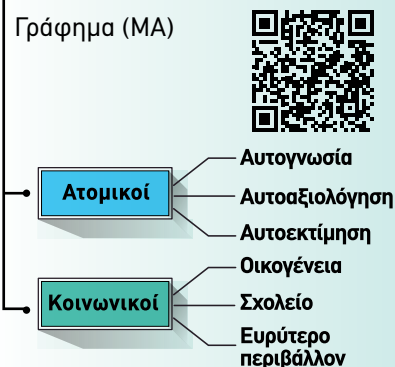 Γράφημα (ΜΑ)
Ατομικοί
Αυτογνωσία
Αυτοαξιολόγηση
Αυτοεκτίμηση
Κοινωνικοί
Οικογένεια
Σχολείο
Ευρύτερο
περιβάλλον